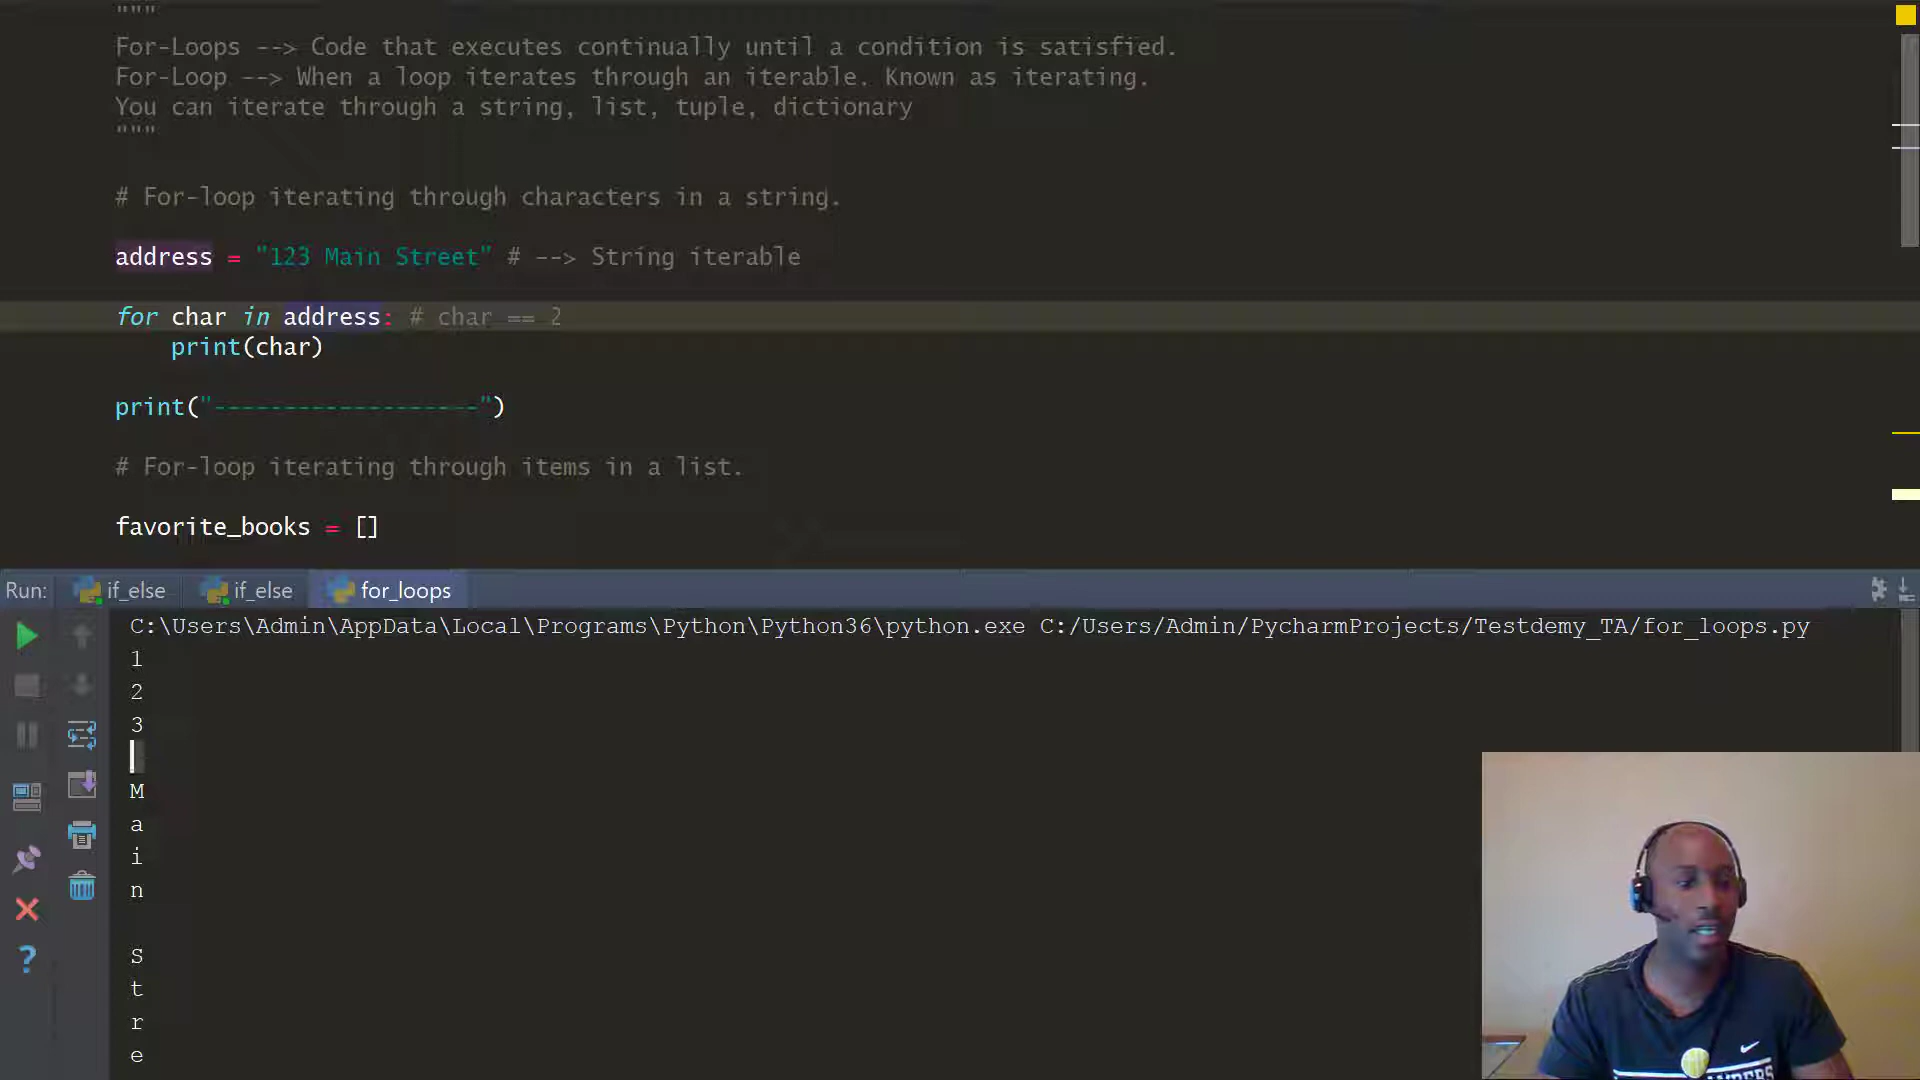 """
For-Loops --> Code that executes continually until a condition is satisfied.
For-Loop --> When a loop iterates through an iterable. Known as iterating.
You can iterate through a string, list, tuple, dictionary
"""
# For-loop iterating through characters in a string.
address = "123 Main Street" # --> String iterable
for char in address: # char == 2
print(char)
print("-------------------")
# For-loop iterating through items in a list.
favorite_books = []
Run: if_else if_else for_loops
C:\Users\Admin\AppData\Local\Programs\Python\Python36\python.exe C:/Users/Admin/PycharmProjects/Testdemy_TA/for_loops.py
1
2
3
M
a
i
n
S
t
r
e